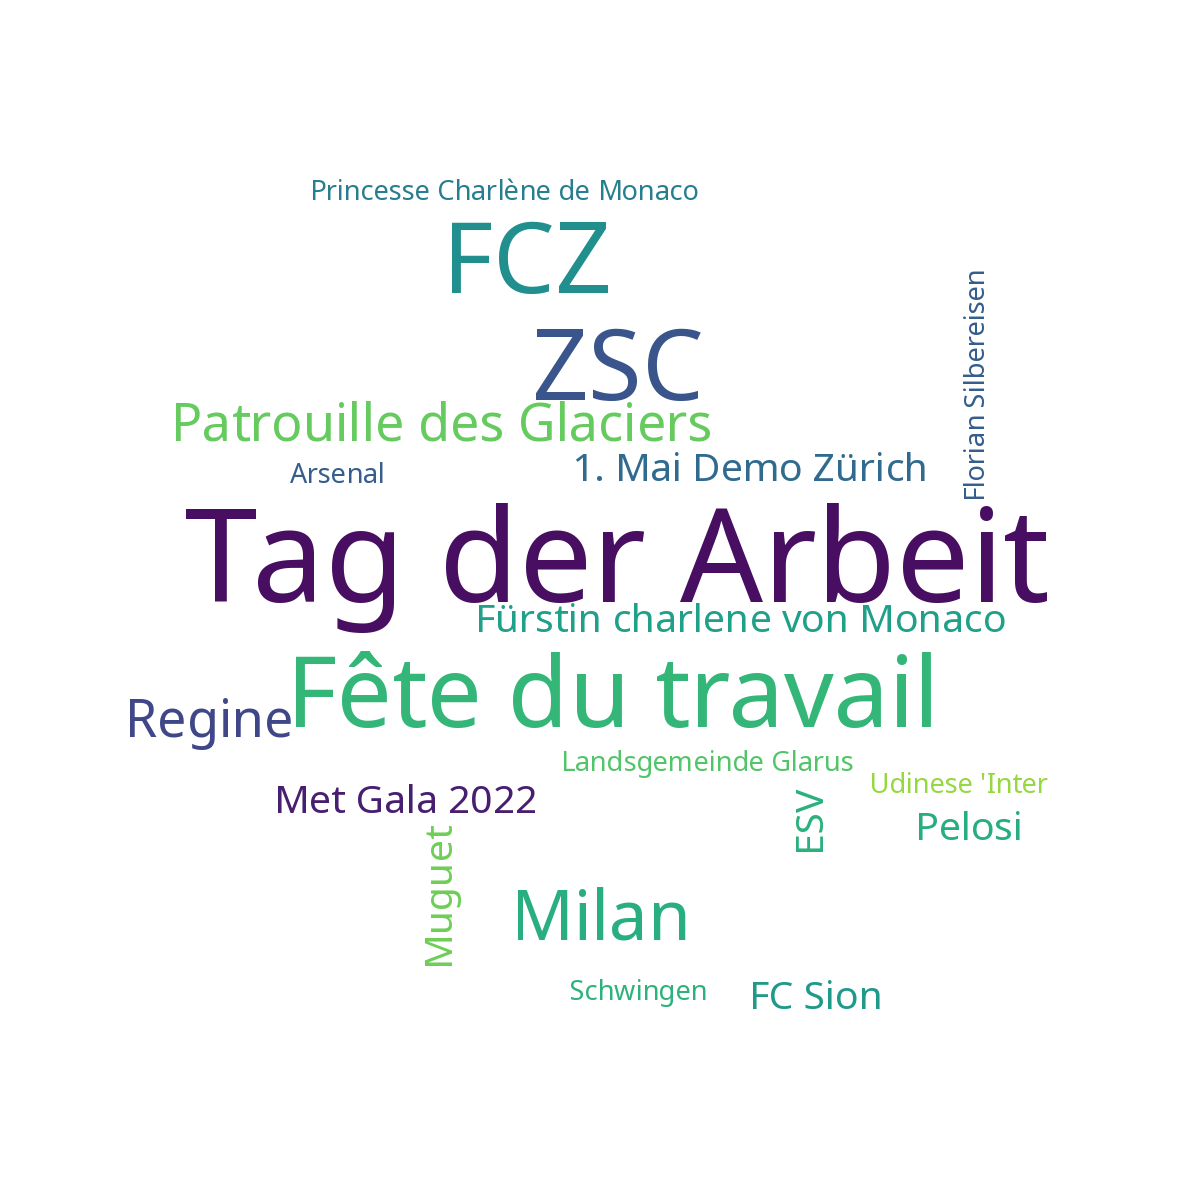 Princesse Charlène de Monaco
FCZ
Florian Silbereisen
ZSC
Patrouille des Glaciers
1. Mai Demo Zürich
Arsenal
Tag der Arbeit
Fürstin charlene von Monaco
Fête du travail
Regine
Landsgemeinde Glarus
Udinese 'Inter
Met Gala 2022
ESV
Pelosi
Muguet
Milan
Schwingen
FC Sion